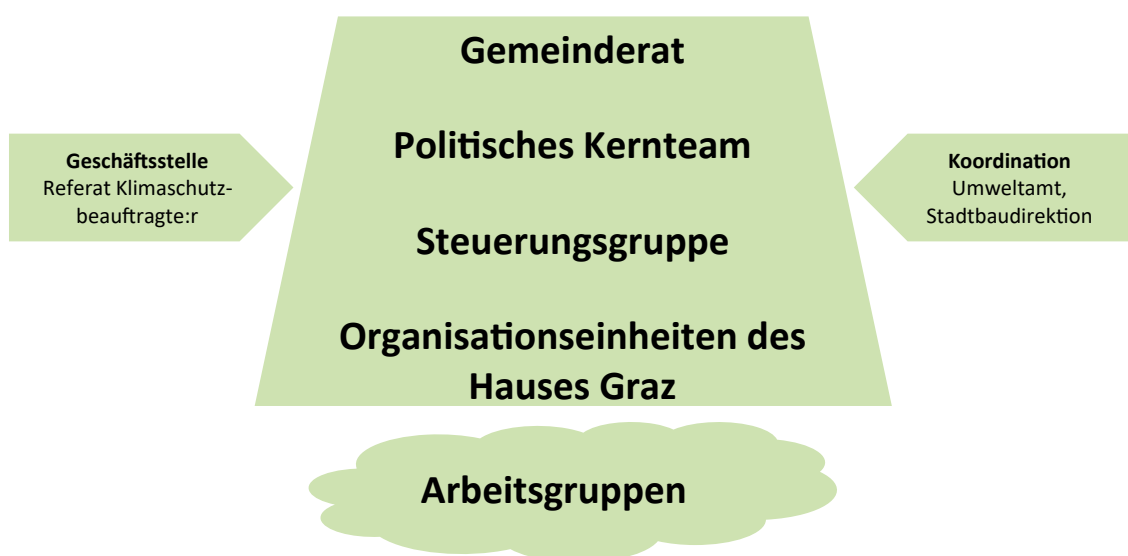 Gemeinderat
Politisches Kernteam
Geschäftsstelle
Referat Klimaschutz-
beauftragte:r
Koordination
Umweltamt,
Stadtbaudirektion
Steuerungsgruppe
Organisationseinheiten des
Hauses Graz
Arbeitsgruppen